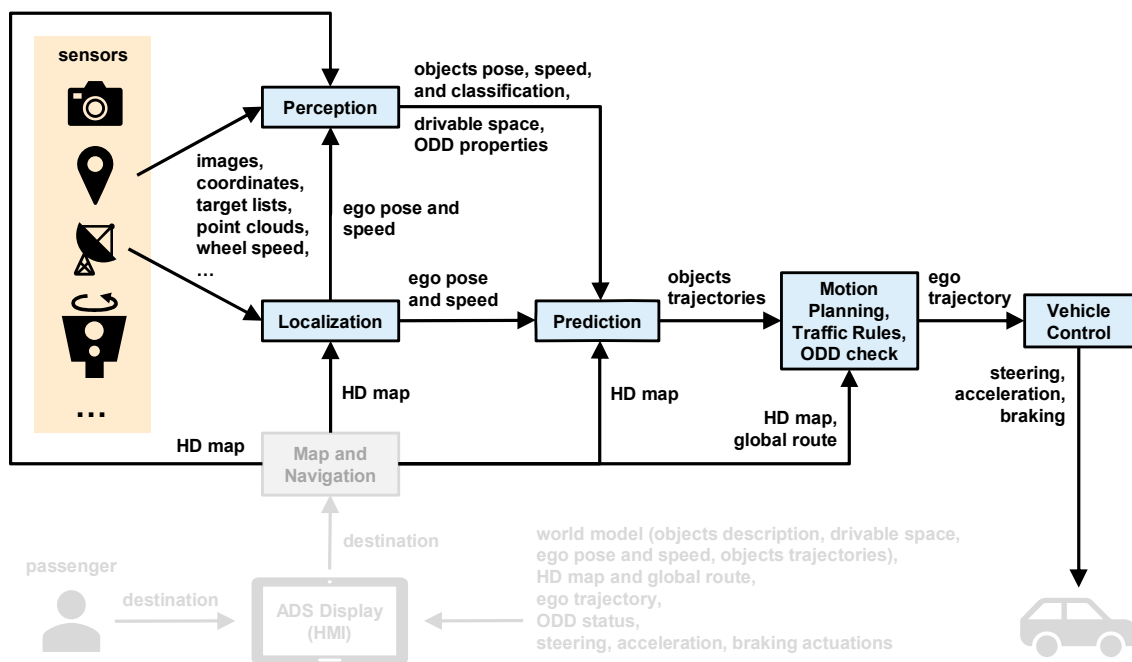 sensors
...
Perception
objects pose, speed,
and classification,
drivable space,
ODD properties
images,
coordinates,
target lists,
point clouds,
wheel speed,
...
ego pose and
speed
Localization
ego pose
and speed
Prediction
objects
trajectories
Motion
Planning,
Traffic Rules,
ODD check
ego
trajectory
Vehicle
Control
steering,
acceleration,
braking
HD map
HD map
HD map
HD map,
global route
Map and
Navigation
destination
passenger
destination
ADS Display
(HMI)
world model (objects description, drivable space,
ego pose and speed, objects trajectories),
HD map and global route,
ego trajectory,
ODD status,
steering, acceleration, braking actuations